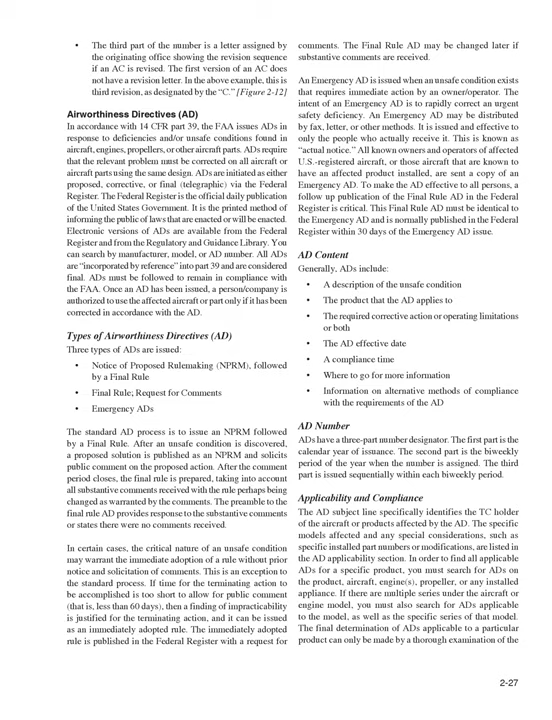 • The third part of the number is a letter assigned by
the originating office showing the revision sequence
if an AC is revised. The first version of an AC does
not have a revision letter. In the above example, this is
third revision, as designated by the “C.” [Figure 2-12]
Airworthiness Directives (AD)
In accordance with 14 CFR part 39, the FAA issues ADs in
response to deficiencies and/or unsafe conditions found in
aircraft, engines, propellers, or other aircraft parts. ADs require
that the relevant problem must be corrected on all aircraft or
aircraft parts using the same design. ADs are initiated as either
proposed, corrective, or final (telegraphic) via the Federal
Register. The Federal Register is the official daily publication
of the United States Government. It is the printed method of
informing the public of laws that are enacted or will be enacted.
Electronic versions of ADs are available from the Federal
Register and from the Regulatory and Guidance Library. You
can search by manufacturer, model, or AD number. All ADs
are “incorporated by reference” into part 39 and are considered
final. ADs must be followed to remain in compliance with
the FAA. Once an AD has been issued, a person/company is
authorized to use the affected aircraft or part only if it has been
corrected in accordance with the AD.
Types of Airworthiness Directives (AD)
Three types of ADs are issued:
• Notice of Proposed Rulemaking (NPRM), followed
by a Final Rule
• Final Rule; Request for Comments
• Emergency ADs
The standard AD process is to issue an NPRM followed
by a Final Rule. After an unsafe condition is discovered,
a proposed solution is published as an NPRM and solicits
public comment on the proposed action. After the comment
period closes, the final rule is prepared, taking into account
all substantive comments received with the rule perhaps being
changed as warranted by the comments. The preamble to the
final rule AD provides response to the substantive comments
or states there were no comments received.
In certain cases, the critical nature of an unsafe condition
may warrant the immediate adoption of a rule without prior
notice and solicitation of comments. This is an exception to
the standard process. If time for the terminating action to
be accomplished is too short to allow for public comment
(that is, less than 60 days), then a finding of impracticability
is justified for the terminating action, and it can be issued
as an immediately adopted rule. The immediately adopted
rule is published in the Federal Register with a request for
comments. The Final Rule AD may be changed later if
substantive comments are received.
An Emergency AD is issued when an unsafe condition exists
that requires immediate action by an owner/operator. The
intent of an Emergency AD is to rapidly correct an urgent
safety deficiency. An Emergency AD may be distributed
by fax, letter, or other methods. It is issued and effective to
only the people who actually receive it. This is known as
“actual notice.” All known owners and operators of affected
U.S.-registered aircraft, or those aircraft that are known to
have an affected product installed, are sent a copy of an
Emergency AD. To make the AD effective to all persons, a
follow up publication of the Final Rule AD in the Federal
Register is critical. This Final Rule AD must be identical to
the Emergency AD and is normally published in the Federal
Register within 30 days of the Emergency AD issue.
AD Content
Generally, ADs include:
• A description of the unsafe condition
• The product that the AD applies to
• The required corrective action or operating limitations
or both
• The AD effective date
• A compliance time
• Where to go for more information
• Information on alternative methods of compliance
with the requirements of the AD
AD Number
ADs have a three-part number designator. The first part is the
calendar year of issuance. The second part is the biweekly
period of the year when the number is assigned. The third
part is issued sequentially within each biweekly period.
Applicability and Compliance
The AD subject line specifically identifies the TC holder
of the aircraft or products affected by the AD. The specific
models affected and any special considerations, such as
specific installed part numbers or modifications, are listed in
the AD applicability section. In order to find all applicable
ADs for a specific product, you must search for ADs on
the product, aircraft, engine(s), propeller, or any installed
appliance. If there are multiple series under the aircraft or
engine model, you must also search for ADs applicable
to the model, as well as the specific series of that model.
The final determination of ADs applicable to a particular
product can only be made by a thorough examination of the
2-27